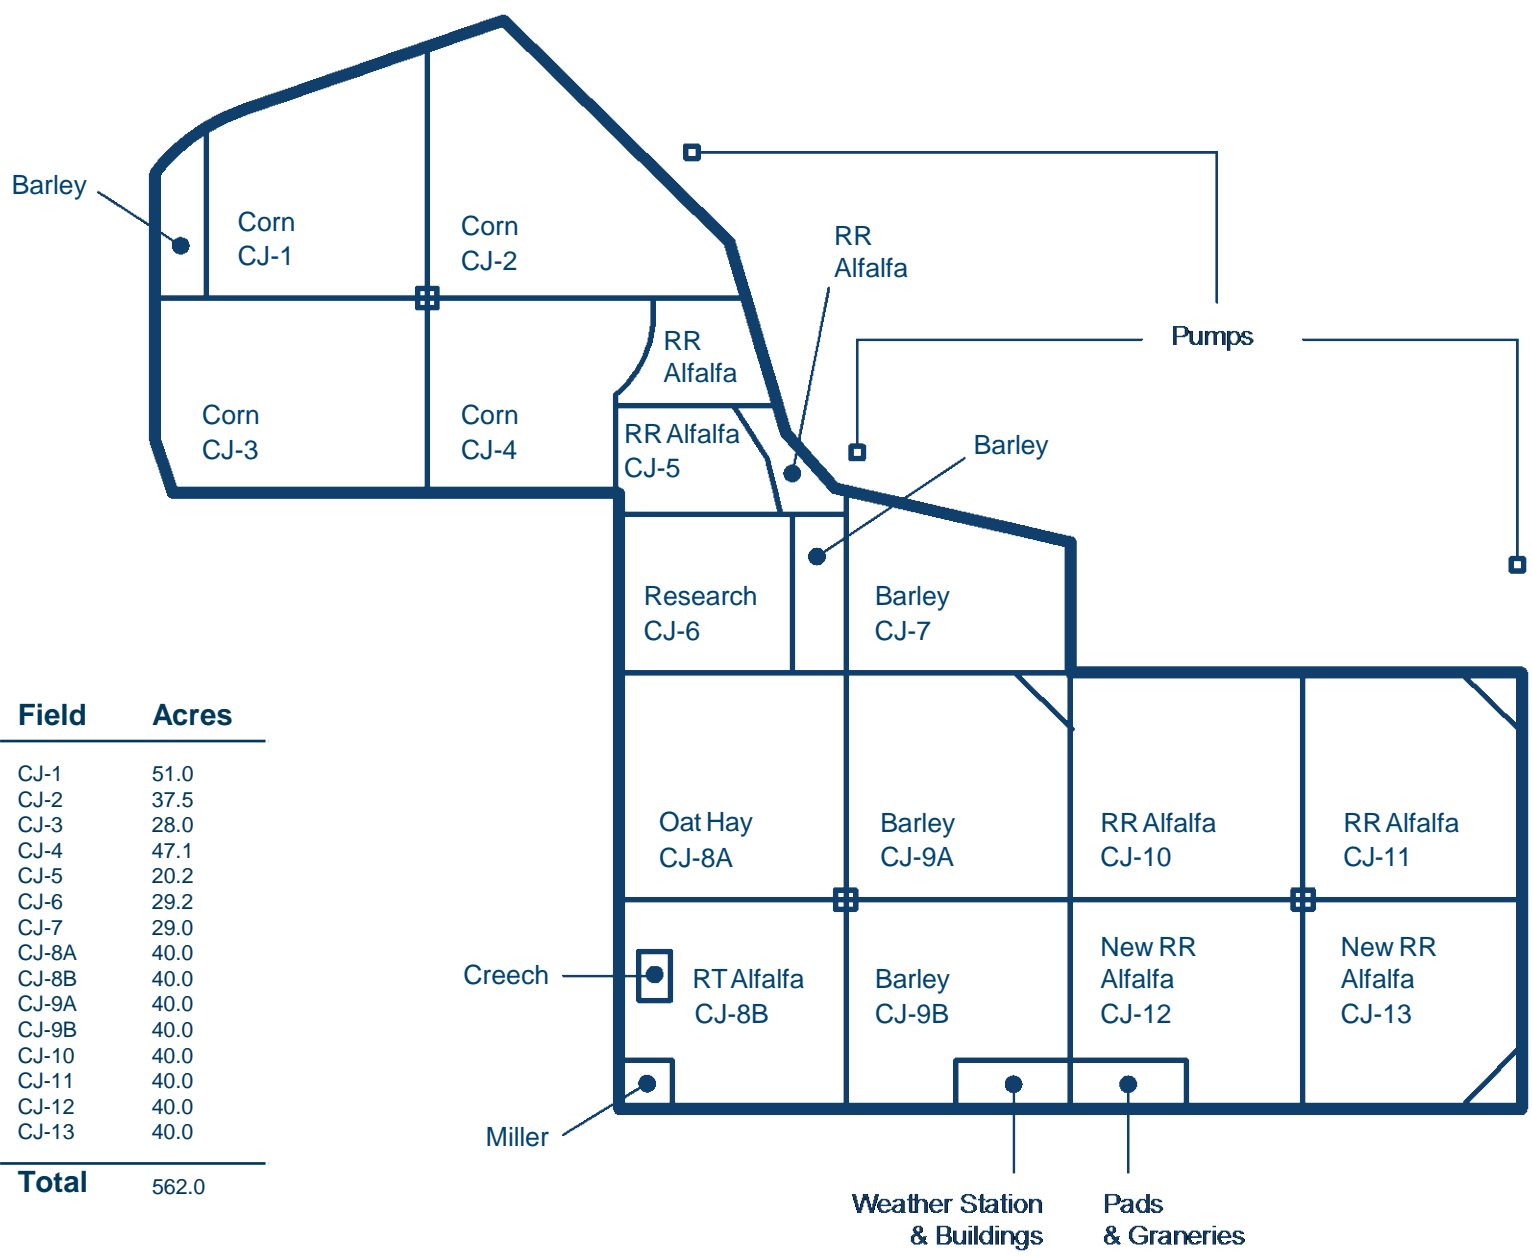 Barley
Corn
CJ-1
Corn
CJ-2
RR
Alfalfa
Pumps
RR
Alfalfa
Corn
CJ-3
Corn
CJ-4
RR Alfalfa
CJ-5
Barley
Research
CJ-6
Barley
CJ-7
Field Acres
CJ-1 51.0
CJ-2 37.5
CJ-3 28.0
CJ-4 47.1
CJ-5 20.2
CJ-6 29.2
CJ-7 29.0
CJ-8A 40.0
CJ-8B 40.0
CJ-9A 40.0
CJ-9B 40.0
CJ-10 40.0
CJ-11 40.0
CJ-12 40.0
CJ-13 40.0
Total 562.0
Oat Hay
CJ-8A
Barley
CJ-9A
RR Alfalfa
CJ-10
RR Alfalfa
CJ-11
Creech
RT Alfalfa
CJ-8B
Barley
CJ-9B
New RR
Alfalfa
CJ-12
New RR
Alfalfa
CJ-13
Miller
Weather Station
& Buildings
Pads
& Graneries